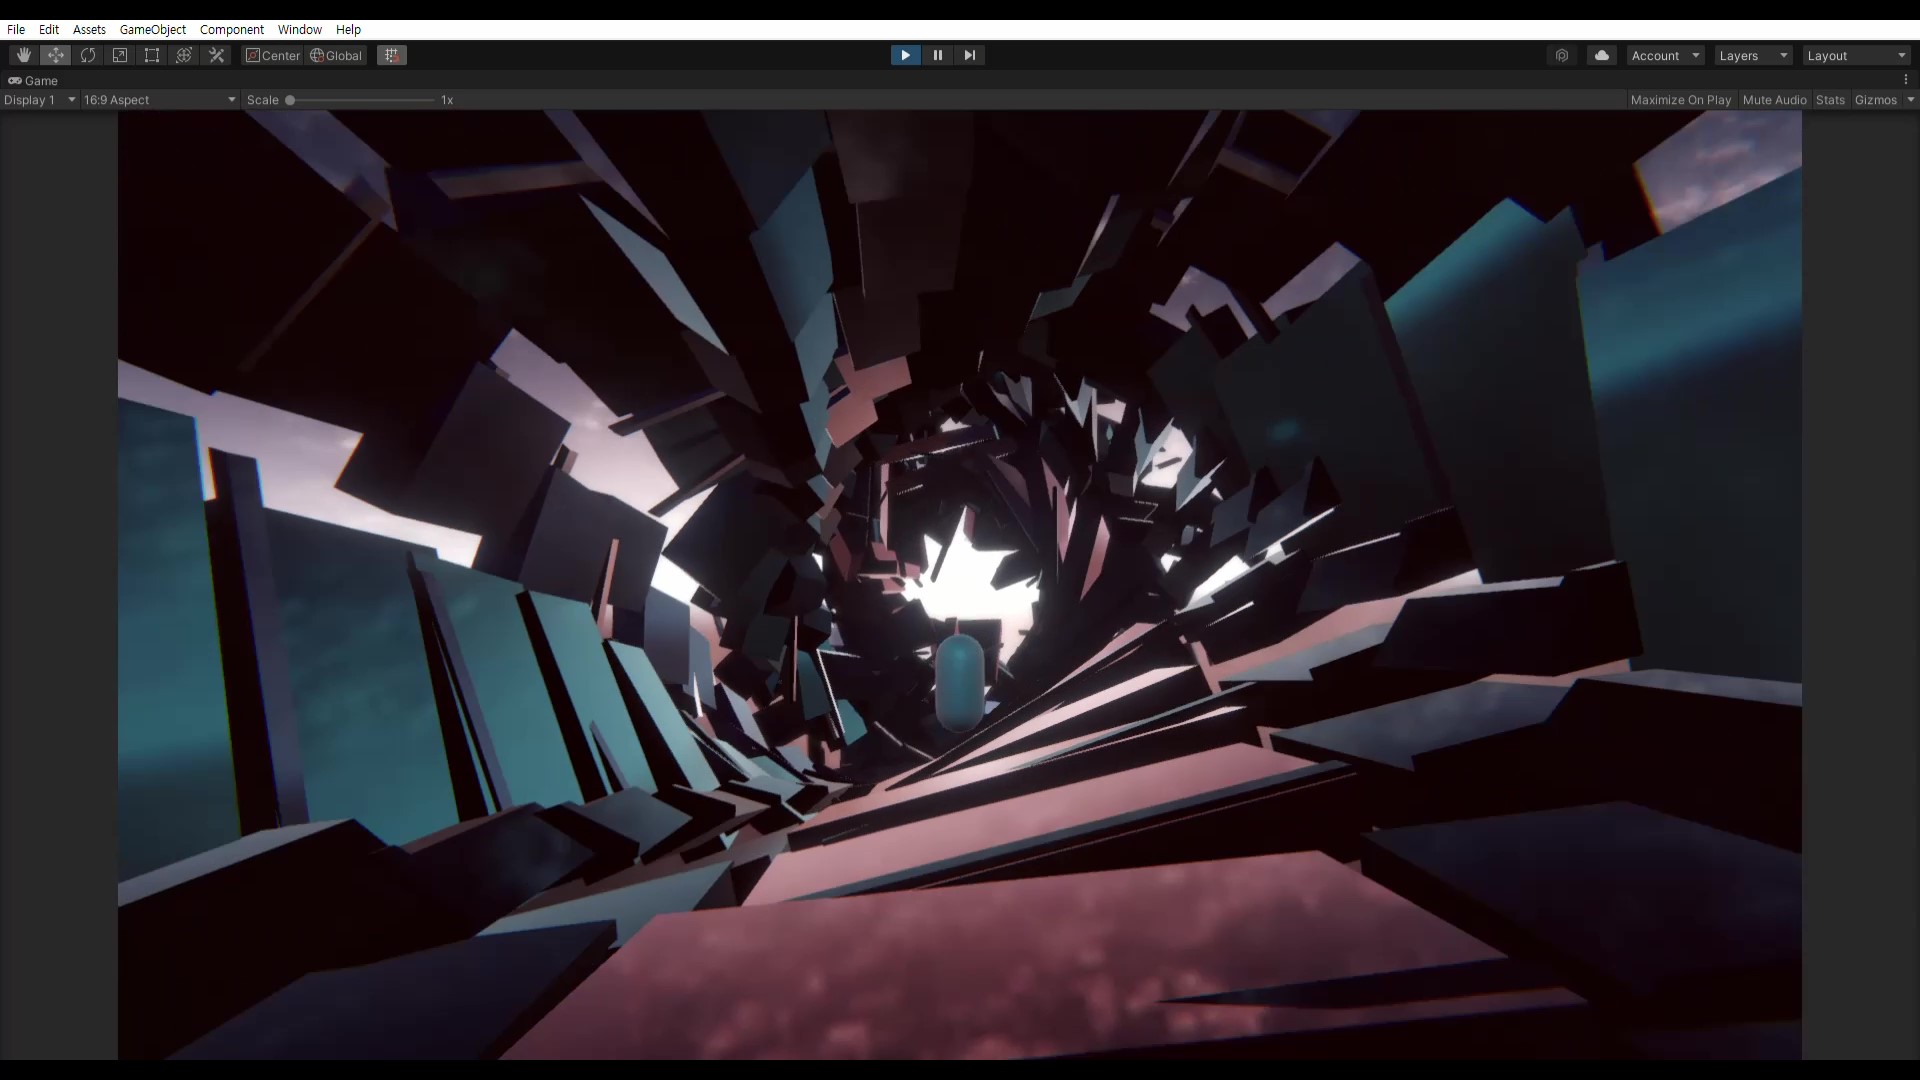 File Edit Assets GameObject Component Window Help
Center Global Account Layers Layout
Game
Display 1 16:9 Aspect Scale 1x Maximize On Play Mute Audio Stats Gizmos